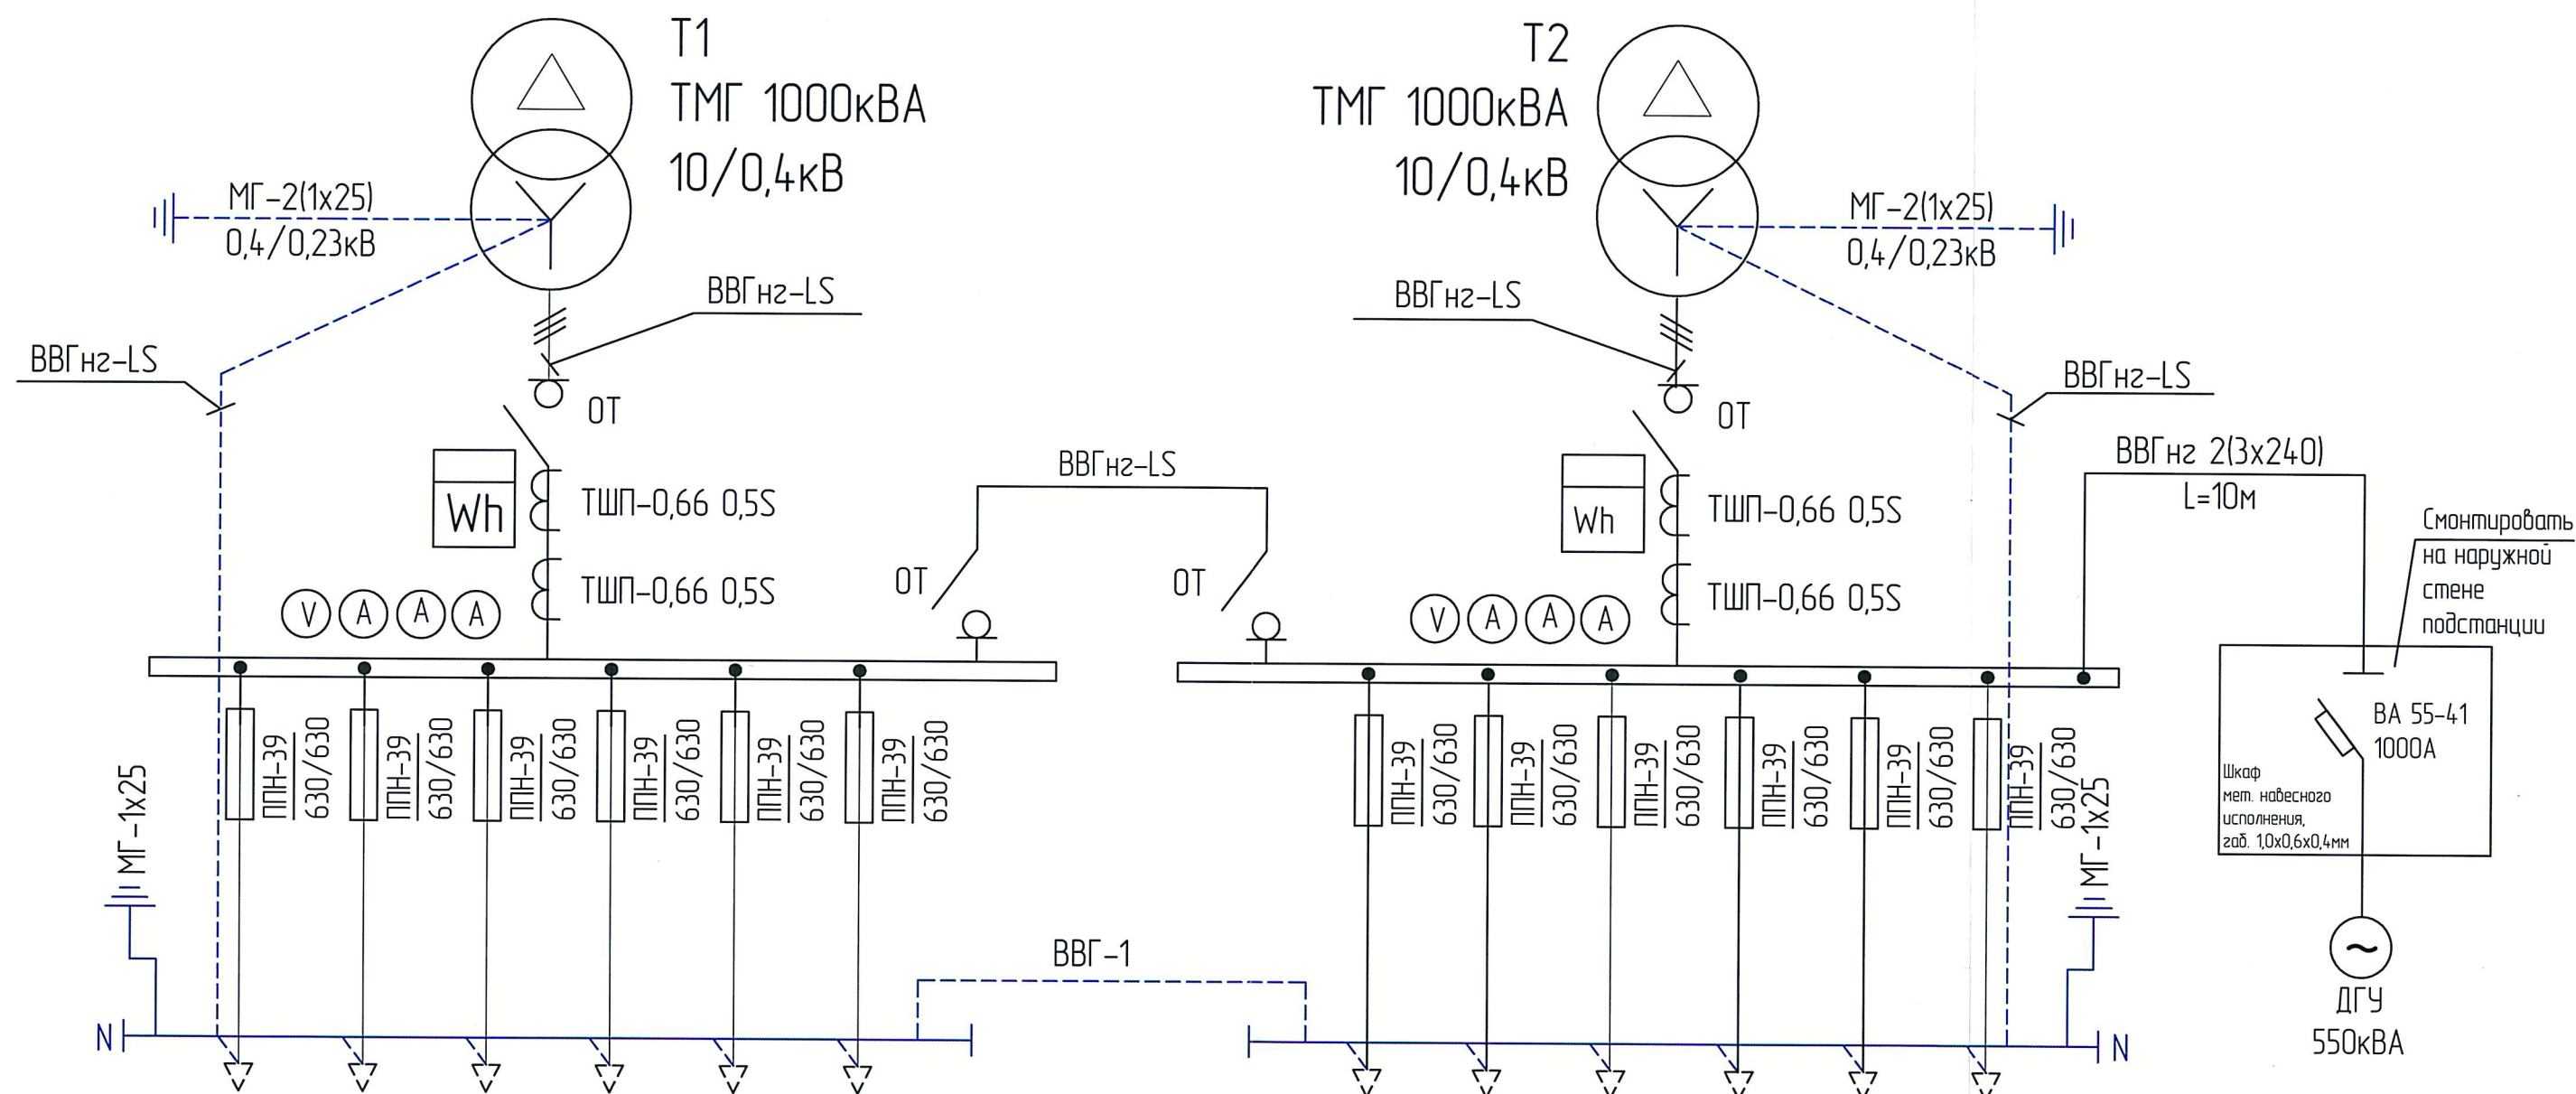 T1
ТМГ 1000кВА
10/0,4кВ
МГ-2(1х25)
0,4/0,23кВ
ВВГнг-LS
ВВГнг-LS
ОТ
Wh
ТШП-0,66 0,5S
ТШП-0,66 0,5S
V
A
A
A
ВВГнг-LS
ОТ
ОТ
T2
ТМГ 1000кВА
10/0,4кВ
МГ-2(1х25)
0,4/0,23кВ
ВВГнг-LS
ВВГнг-LS
ОТ
Wh
ТШП-0,66 0,5S
ТШП-0,66 0,5S
V
A
A
A
ВВГнг 2(3х240)
L=10м
Смонтировать
на наружной
стене
подстанции
ВА 55-41
1000А
Шкаф
мет. навесного
исполнения,
габ. 1,0х0,6х0,4мм
ДГУ
550кВА
ППН-39
630/630
ППН-39
630/630
ППН-39
630/630
ППН-39
630/630
ППН-39
630/630
ППН-39
630/630
ППН-39
630/630
ППН-39
630/630
ППН-39
630/630
ППН-39
630/630
ППН-39
630/630
ППН-39
630/630
МГ-1х25
МГ-1х25
ВВГ-1
N
N